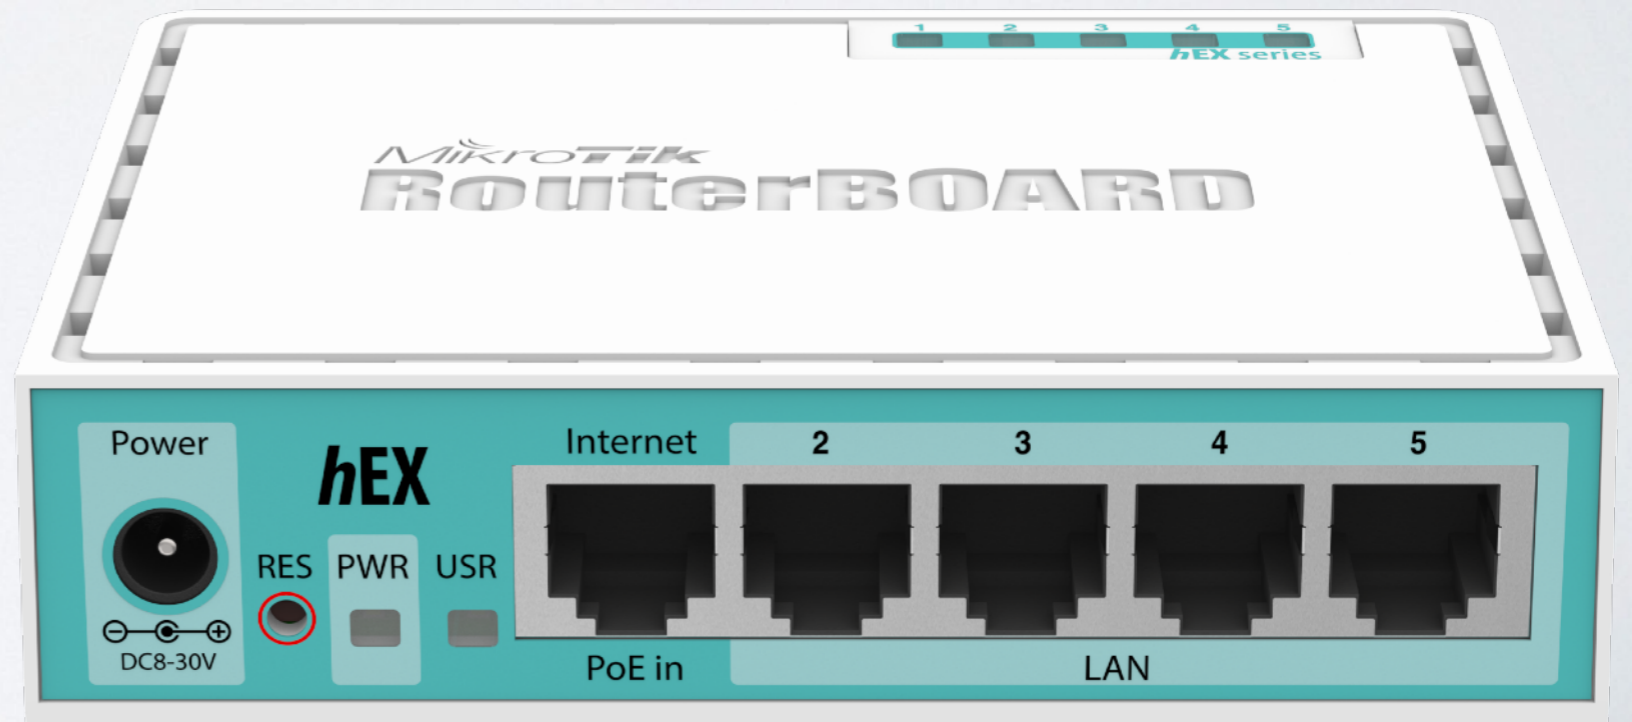 1 2 3 4 5
hEX series
MikroTik
RouterBOARD
Power
hEX
Internet
2 3 4 5
RES
PWR
USR
DC8-30V
PoE in
LAN